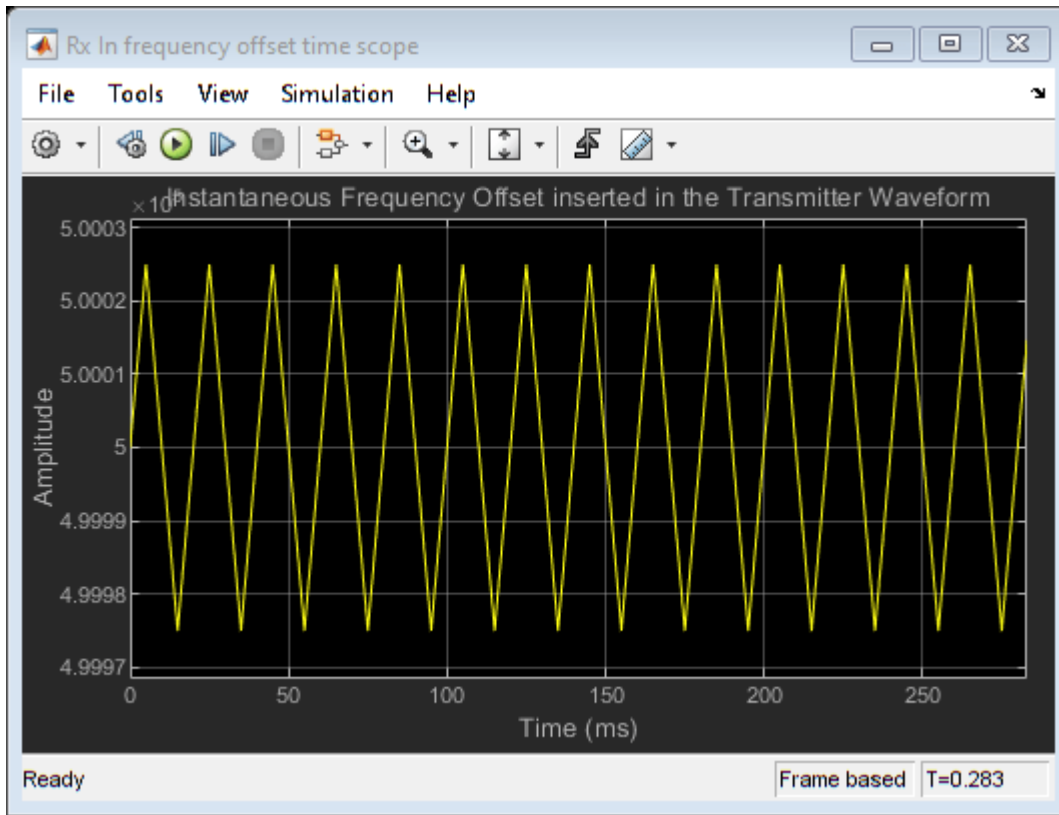 Rx In frequency offset time scope
File Tools View Simulation Help
× 10
Instantaneous Frequency Offset inserted in the Transmitter Waveform
5.0003
5.0002
5.0001
5
4.9999
4.9998
4.9997
Amplitude
0 50 100 150 200 250
Time (ms)
Ready
Frame based T=0.283